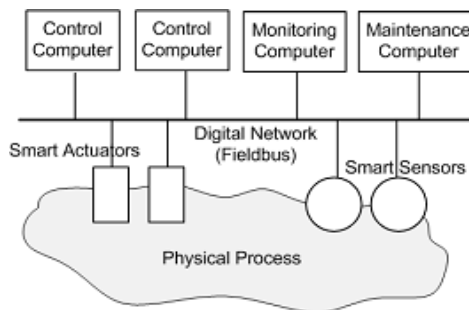 Control
Computer
Control
Computer
Monitoring
Computer
Maintenance
Computer
Digital Network
(Fieldbus)
Smart Actuators
Smart Sensors
Physical Process